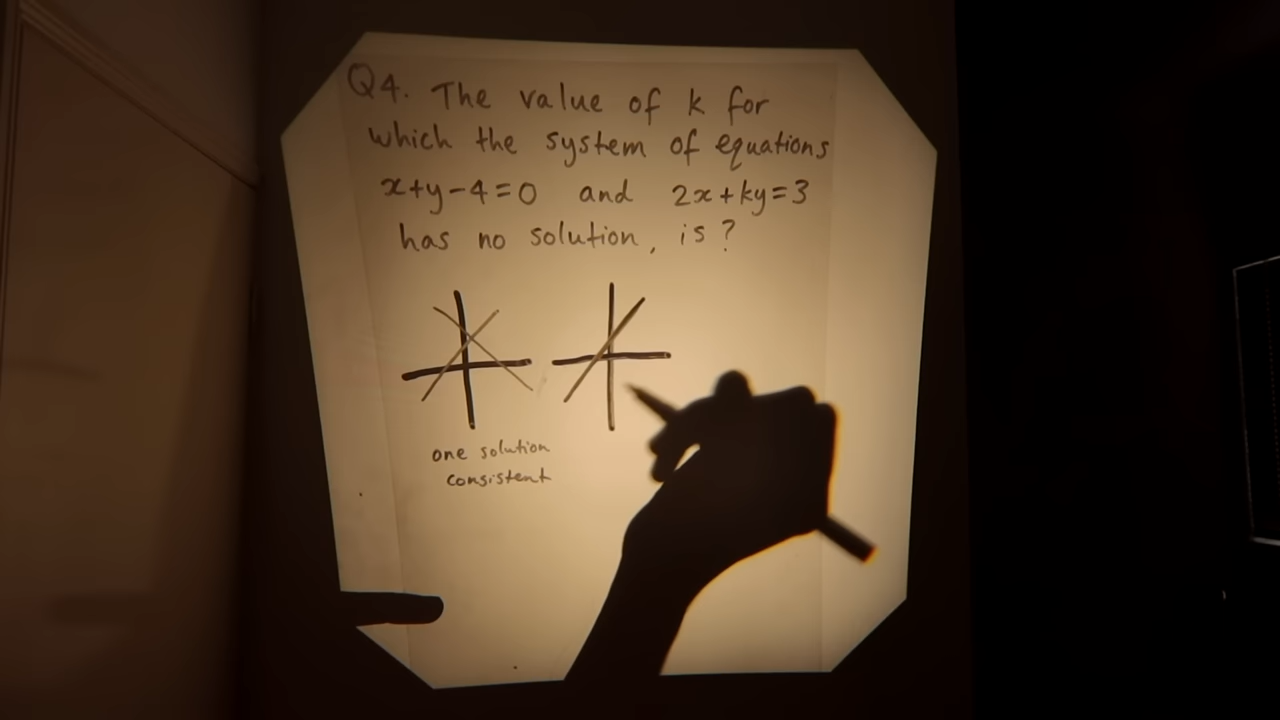 Q4. The value of k for
which the system of equations
x+y-4=0 and 2x+ky=3
has no solution, is?
one solution
consistent